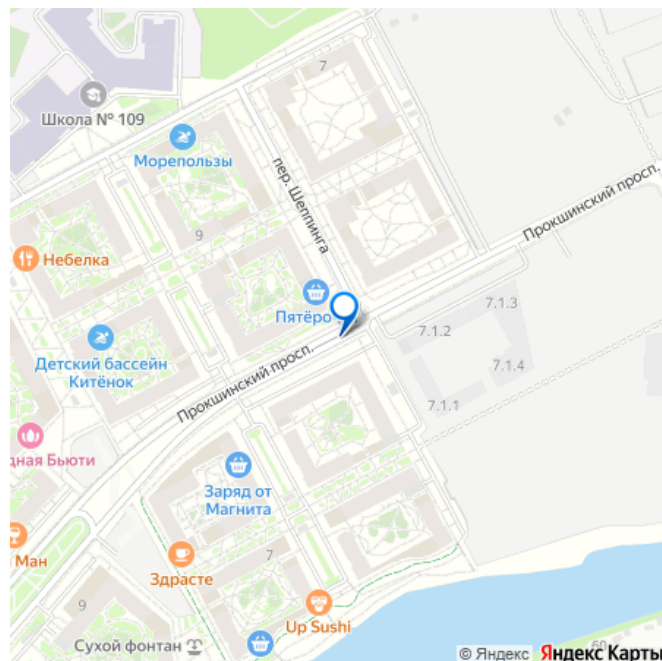 7
Школа № 109
Морепользы
пер. Шеппинга
Прокшинский просп.
9
Небелка
Пятёро
7.1.3
7.1.2
7.1.4
7.1.1
Детский бассейн
Китёнок
Прокшинский просп.
дная Бьюти
Заряд от
Магнита
Ман
Здрасте
7
Up Sushi
9
Сухой фонтан
60
© Яндекс Яндекс Карты